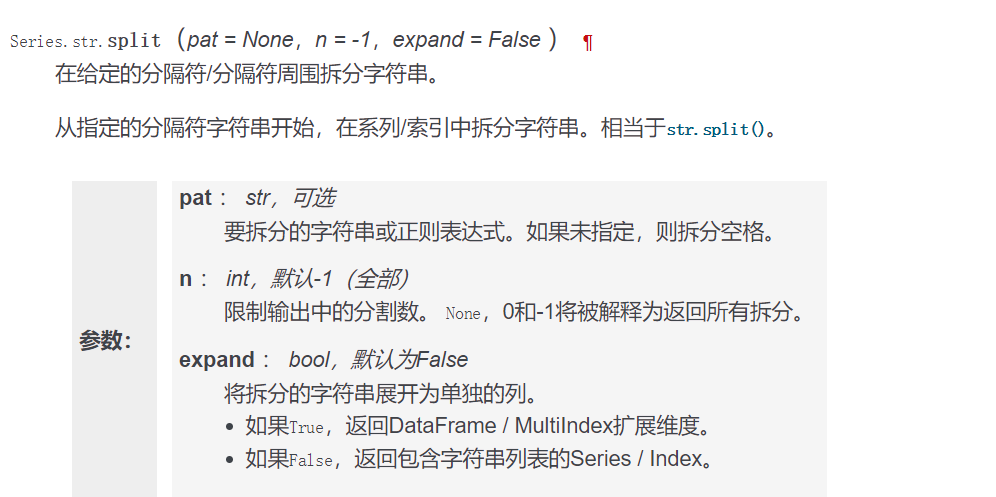 Series.str.split（pat = None，n = -1，expand = False ） ¶
在给定的分隔符/分隔符周围拆分字符串。
从指定的分隔符字符串开始，在系列/索引中拆分字符串。相当于str.split()。
参数：
pat ： str，可选
要拆分的字符串或正则表达式。如果未指定，则拆分空格。
n ： int，默认-1（全部）
限制输出中的分割数。 None，0和-1将被解释为返回所有拆分。
expand ： bool，默认为False
将拆分的字符串展开为单独的列。
• 如果True，返回DataFrame / MultiIndex扩展维度。
• 如果False，返回包含字符串列表的Series / Index。